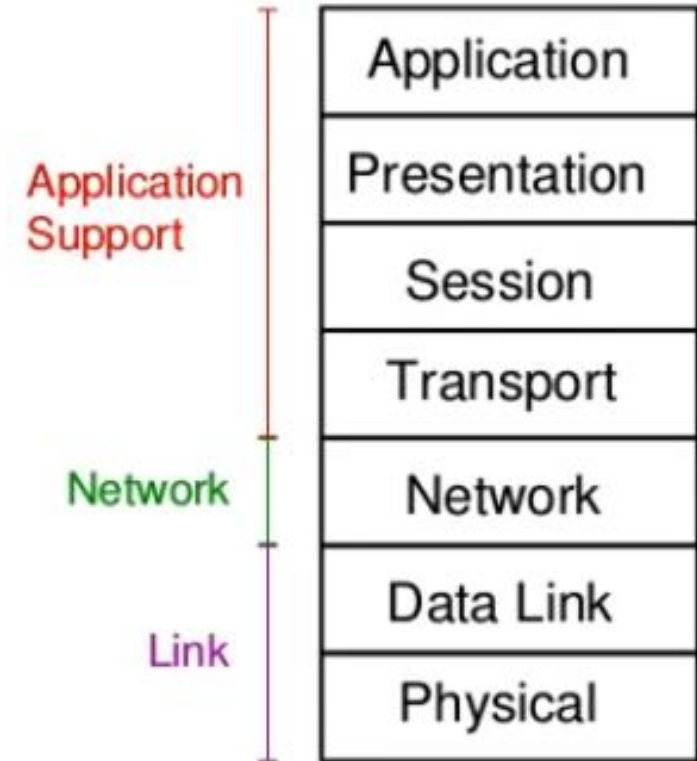 Application
Presentation
Application
Support
Session
Transport
Network
Network
Link
Data Link
Physical